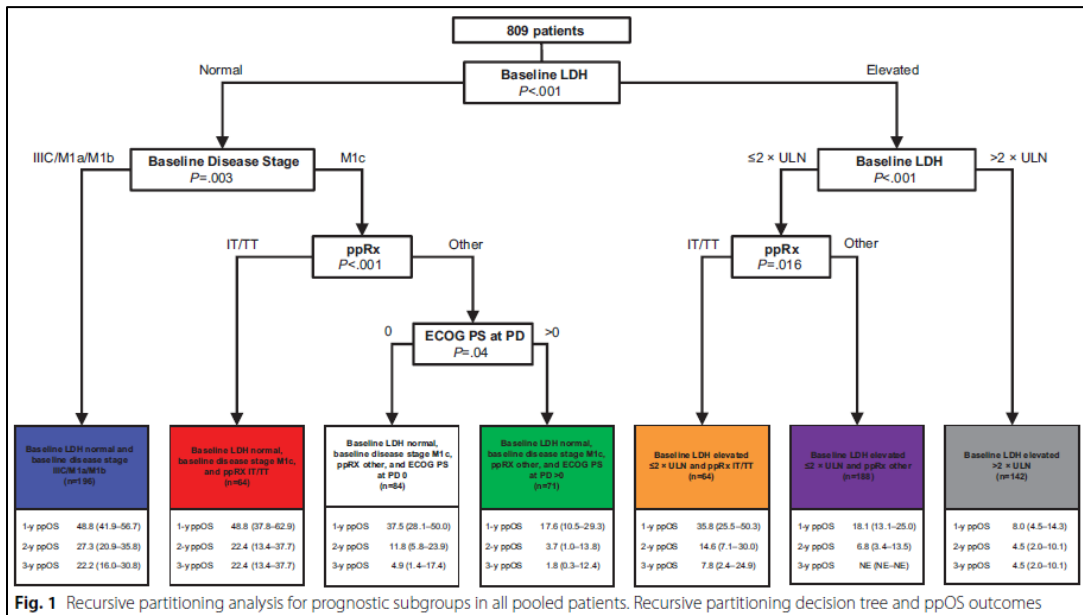 809 patients
Normal
Elevated
Baseline LDH
P<.001
IIIC/M1a/M1b
M1c
Baseline Disease Stage
P=.003
≤2 × ULN
>2 × ULN
Baseline LDH
P<.001
IT/TT
Other
ppRx
P<.001
IT/TT
Other
ppRx
P=.016
0
>0
ECOG PS at PD
P=.04
Baseline LDH normal and
baseline disease stage
IIIC/M1a/M1b
(n=196)
1-y ppOS 48.8 (41.9–56.7)
2-y ppOS 27.3 (20.9–35.8)
3-y ppOS 22.2 (16.0–30.8)
Baseline LDH normal,
baseline disease stage M1c,
and ppRX IT/TT
(n=64)
1-y ppOS 48.8 (37.8–62.9)
2-y ppOS 22.4 (13.4–37.7)
3-y ppOS 22.4 (13.4–37.7)
Baseline LDH normal,
baseline disease stage M1c,
ppRX other, and ECOG PS
at PD 0
(n=84)
1-y ppOS 37.5 (28.1–50.0)
2-y ppOS 11.8 (5.8–23.9)
3-y ppOS 4.9 (1.4–17.4)
Baseline LDH normal,
baseline disease stage M1c,
ppRX other, and ECOG PS
at PD >0
(n=71)
1-y ppOS 17.6 (10.5–29.3)
2-y ppOS 3.7 (1.0–13.8)
3-y ppOS 1.8 (0.3–12.4)
Baseline LDH elevated
≤2 × ULN and ppRx IT/TT
(n=64)
1-y ppOS 35.8 (25.5–50.3)
2-y ppOS 14.6 (7.1–30.0)
3-y ppOS 7.8 (2.4–24.9)
Baseline LDH elevated
≤2 × ULN and ppRx other
(n=188)
1-y ppOS 18.1 (13.1–25.0)
2-y ppOS 6.8 (3.4–13.5)
3-y ppOS NE (NE–NE)
Baseline LDH elevated
>2 × ULN
(n=142)
1-y ppOS 8.0 (4.5–14.3)
2-y ppOS 4.5 (2.0–10.1)
3-y ppOS 4.5 (2.0–10.1)
Fig. 1 Recursive partitioning analysis for prognostic subgroups in all pooled patients. Recursive partitioning decision tree and ppOS outcomes